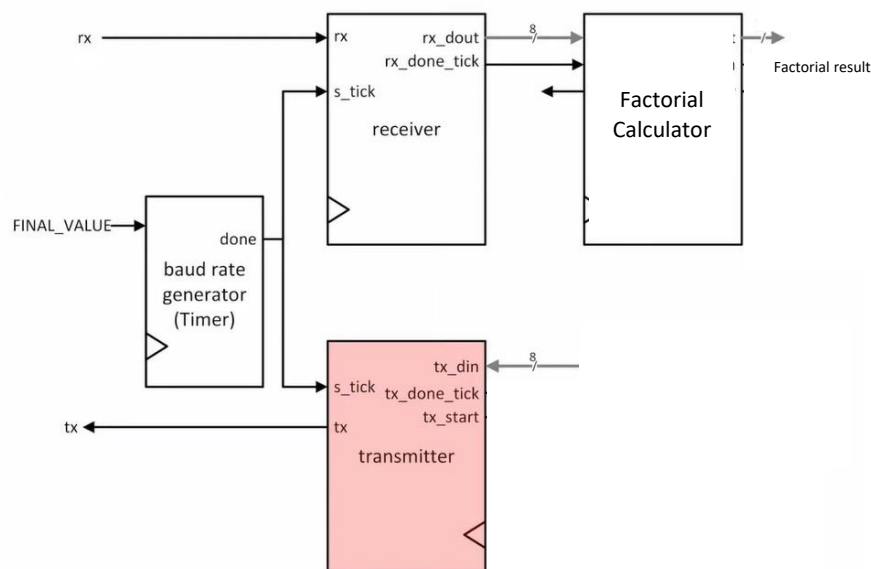 rx
rx
rx_dout
8
rx_done_tick
s_tick
receiver
Factorial
Calculator
Factorial result
FINAL_VALUE
done
baud rate
generator
(Timer)
tx_din
8
s_tick
tx_done_tick
tx_start
tx
tx
transmitter